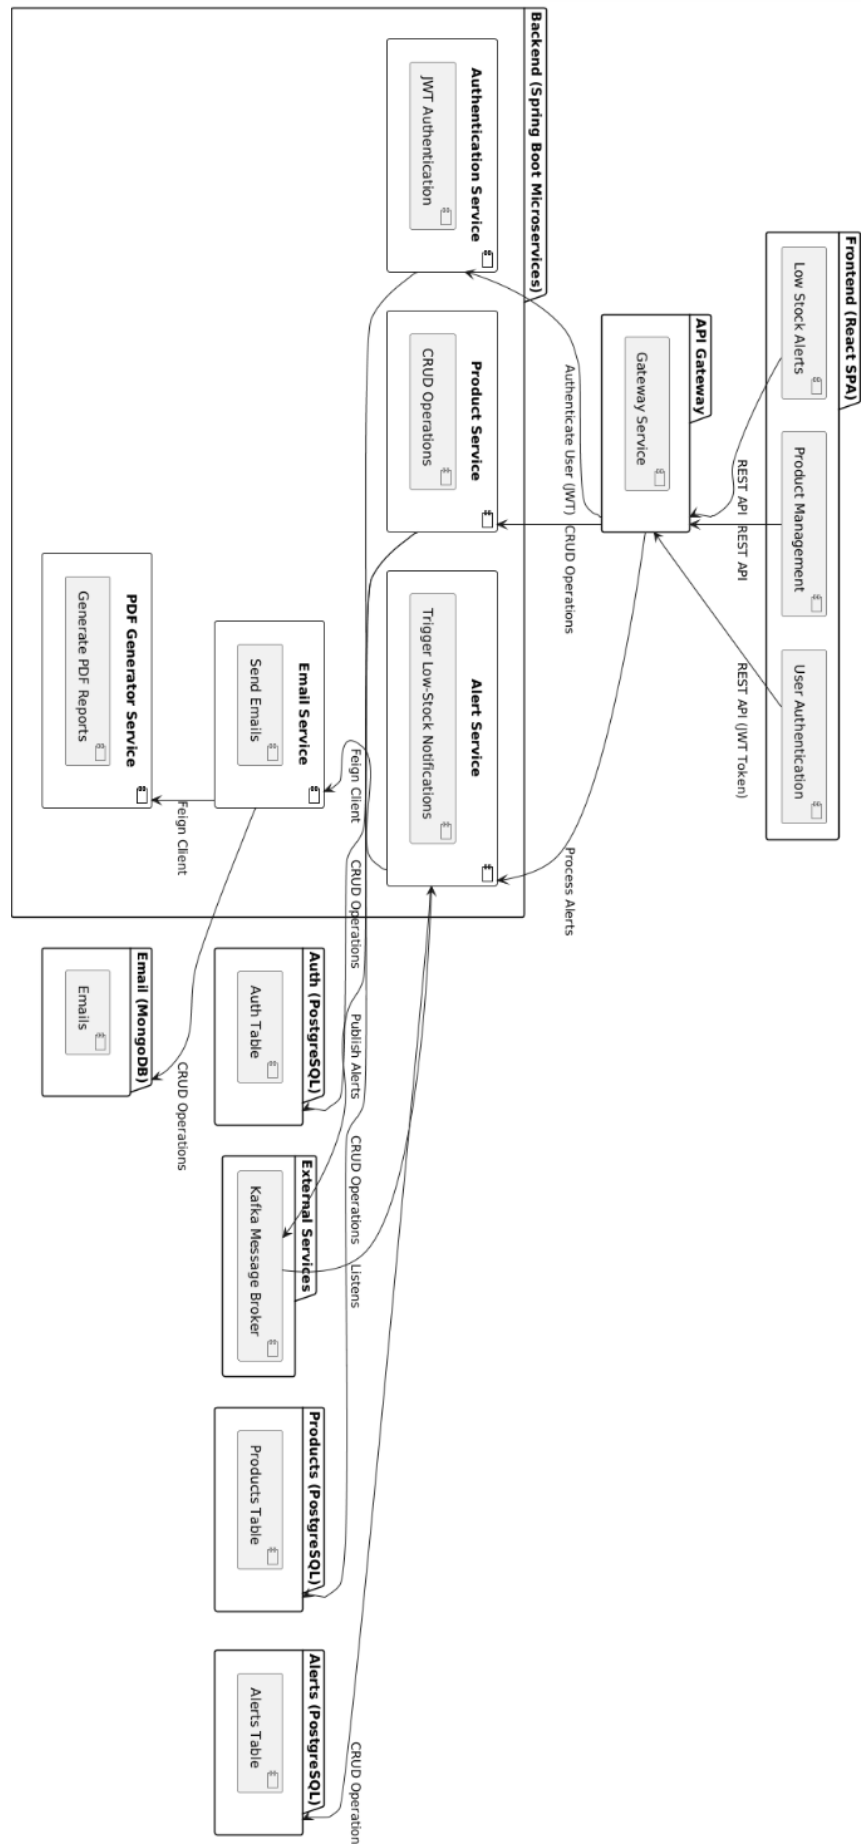 Frontend (React SPA)
Low Stock Alerts
Product Management
User Authentication
REST API
REST API
REST API (JWT Token)
API Gateway
Gateway Service
Authenticate User (JWT)
CRUD Operations
Process Alerts
Backend (Spring Boot Microservices)
Authentication Service
JWT Authentication
Product Service
CRUD Operations
Alert Service
Trigger Low-Stock Notifications
Feign Client
CRUD Operations
Publish Alerts
CRUD Operations
Listens
CRUD Operation
Email Service
Send Emails
Auth (PostgreSQL)
Auth Table
External Services
Kafka Message Broker
Products (PostgreSQL)
Products Table
Alerts (PostgreSQL)
Alerts Table
Feign Client
CRUD Operations
PDF Generator Service
Generate PDF Reports
Email (MongoDB)
Emails